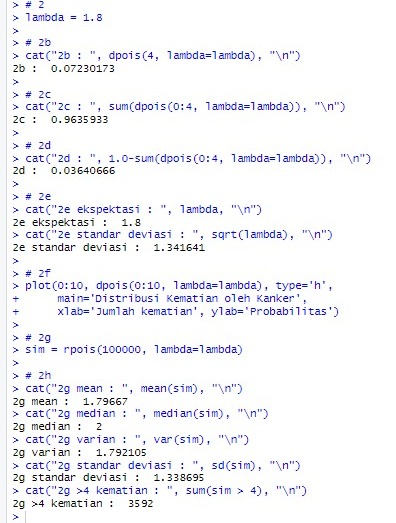 > # 2
> lambda = 1.8
>
> # 2b
> cat("2b : ", dpois(4, lambda=lambda), "\n")
2b :  0.07230173
>
> # 2c
> cat("2c : ", sum(dpois(0:4, lambda=lambda)), "\n")
2c :  0.9635933
>
> # 2d
> cat("2d : ", 1.0-sum(dpois(0:4, lambda=lambda)), "\n")
2d :  0.03640666
>
> # 2e
> cat("2e ekspektasi : ", lambda, "\n")
2e ekspektasi :  1.8
> cat("2e standar deviasi : ", sqrt(lambda), "\n")
2e standar deviasi :  1.341641
>
> # 2f
> plot(0:10, dpois(0:10, lambda=lambda), type='h',
+      main='Distribusi Kematian oleh Kanker',
+      xlab='Jumlah kematian', ylab='Probabilitas')
>
> # 2g
> sim = rpois(100000, lambda=lambda)
>
> # 2h
> cat("2g mean : ", mean(sim), "\n")
2g mean :  1.79667
> cat("2g median : ", median(sim), "\n")
2g median :  2
> cat("2g varian : ", var(sim), "\n")
2g varian :  1.792105
> cat("2g standar deviasi : ", sd(sim), "\n")
2g standar deviasi :  1.338695
> cat("2g >4 kematian : ", sum(sim > 4), "\n")
2g >4 kematian :  3592
>